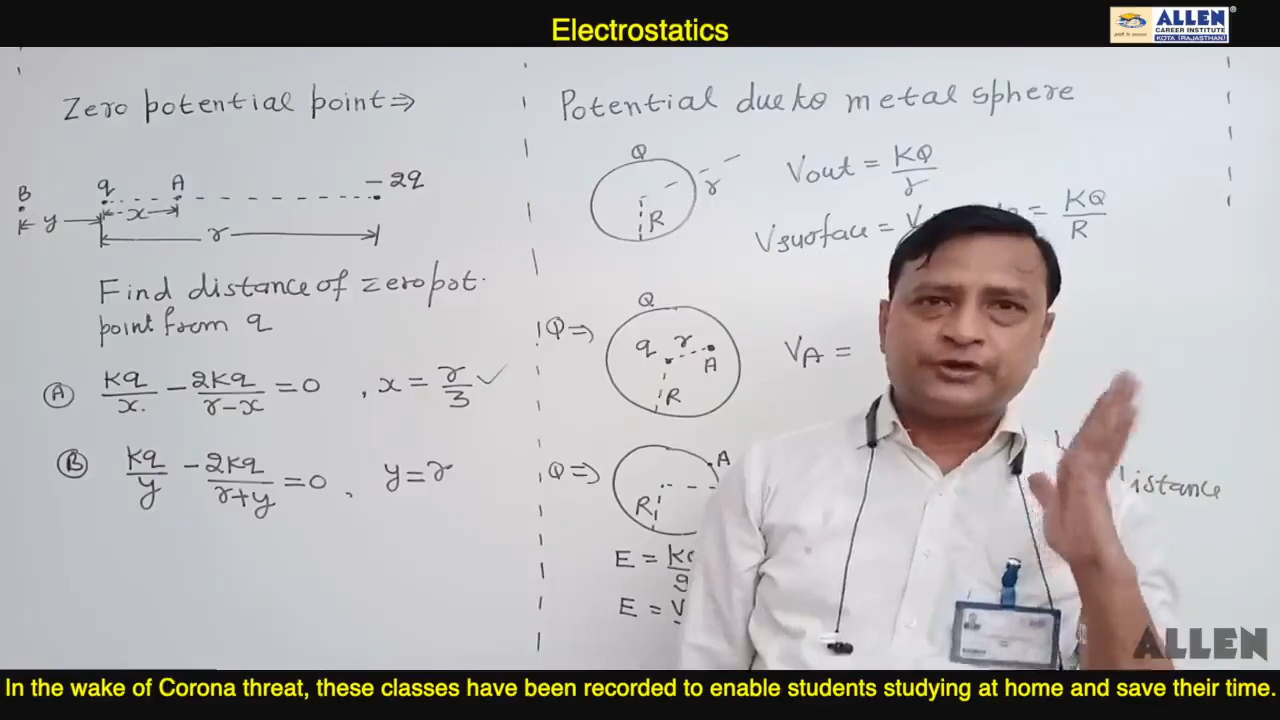 Electrostatics
ALLEN
CAREER INSTITUTE
KOTA (RAJASTHAN)
Zero potential point ⇒
B q A - 2q
y x
r
Find distance of zero pot.
point from q
A Kq/x - 2Kq/(r-x) = 0 , x = r/3 ✓
B Kq/y - 2Kq/(r+y) = 0 , y = r
Potential due to metal sphere
Q r R
Vout = KQ/r
Vsurface = = KQ/R
Q ⇒ Q q r A R
VA =
Q ⇒ A R
istance
E =
E = V
ALLEN
In the wake of Corona threat, these classes have been recorded to enable students studying at home and save their time.